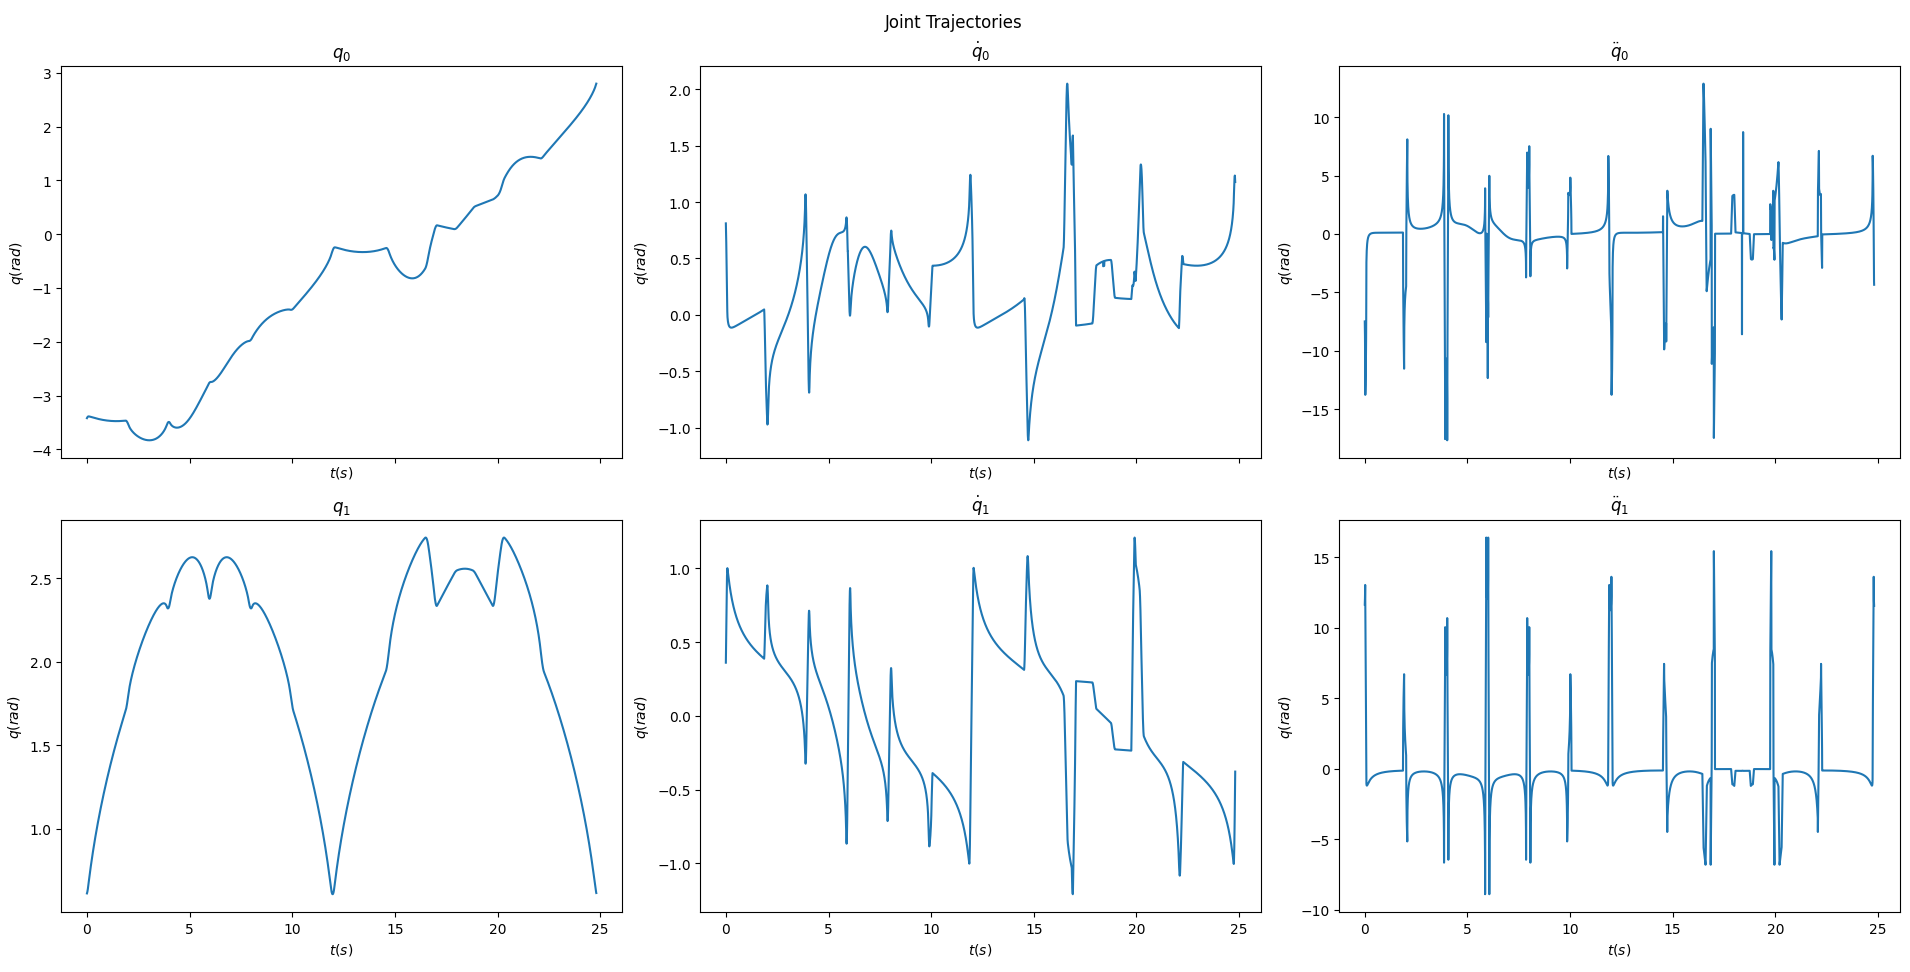 Joint Trajectories
q₀
q̇₀
q̈₀
3
2
1
0
−1
−2
−3
−4
q(rad)
t(s)
2.0
1.5
1.0
0.5
0.0
−0.5
−1.0
q(rad)
t(s)
10
5
0
−5
−10
−15
q(rad)
t(s)
q₁
q̇₁
q̈₁
2.5
2.0
1.5
1.0
q(rad)
0 5 10 15 20 25
t(s)
1.0
0.5
0.0
−0.5
−1.0
q(rad)
0 5 10 15 20 25
t(s)
15
10
5
0
−5
−10
q(rad)
0 5 10 15 20 25
t(s)